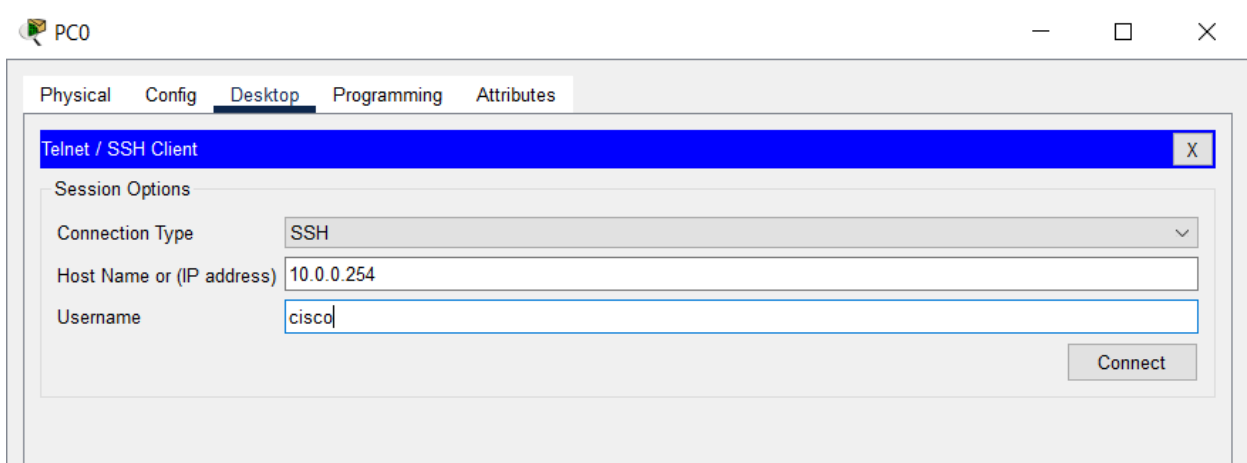 PC0
Physical Config Desktop Programming Attributes
Telnet / SSH Client X
Session Options
Connection Type SSH
Host Name or (IP address) 10.0.0.254
Username cisco
Connect